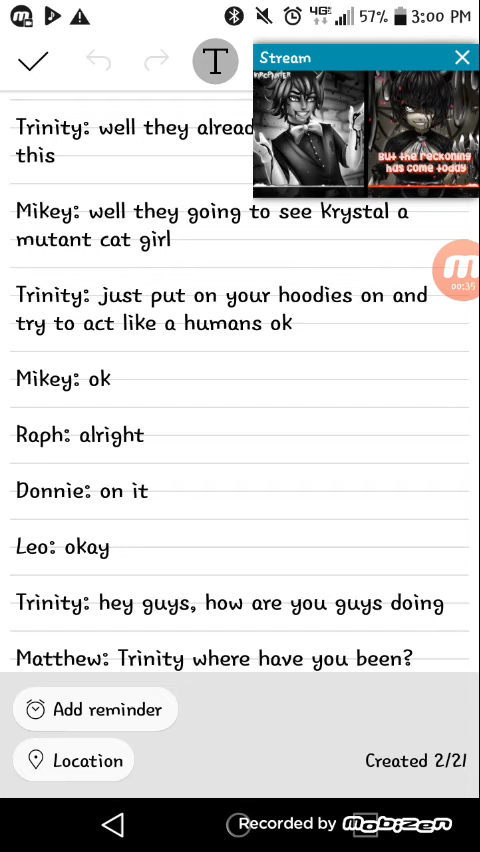 57% 3:00 PM
T
Stream
But the reckoning
has come today
Trinity: well they alread
this
Mikey: well they going to see Krystal a
mutant cat girl
Trinity: just put on your hoodies on and
try to act like a humans ok
00:35
Mikey: ok
Raph: alright
Donnie: on it
Leo: okay
Trinity: hey guys, how are you guys doing
Matthew: Trinity where have you been?
Add reminder
Location
Created 2/21
Recorded by mobizen